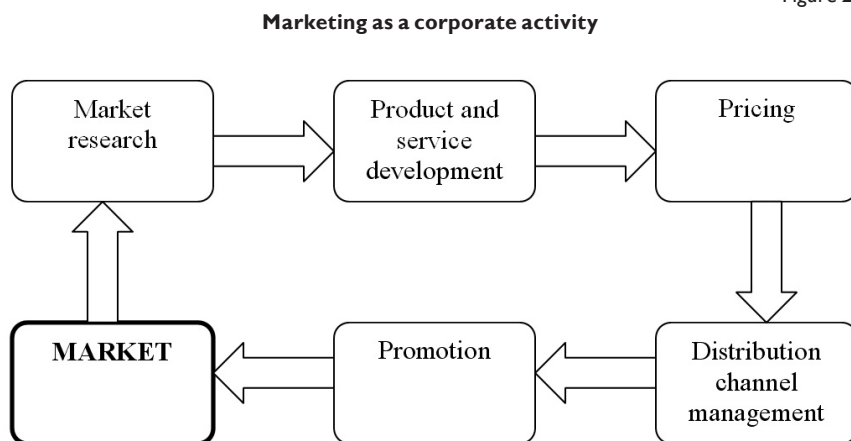 Figure 2
Marketing as a corporate activity
Market
research
Product and
service
development
Pricing
MARKET
Promotion
Distribution
channel
management